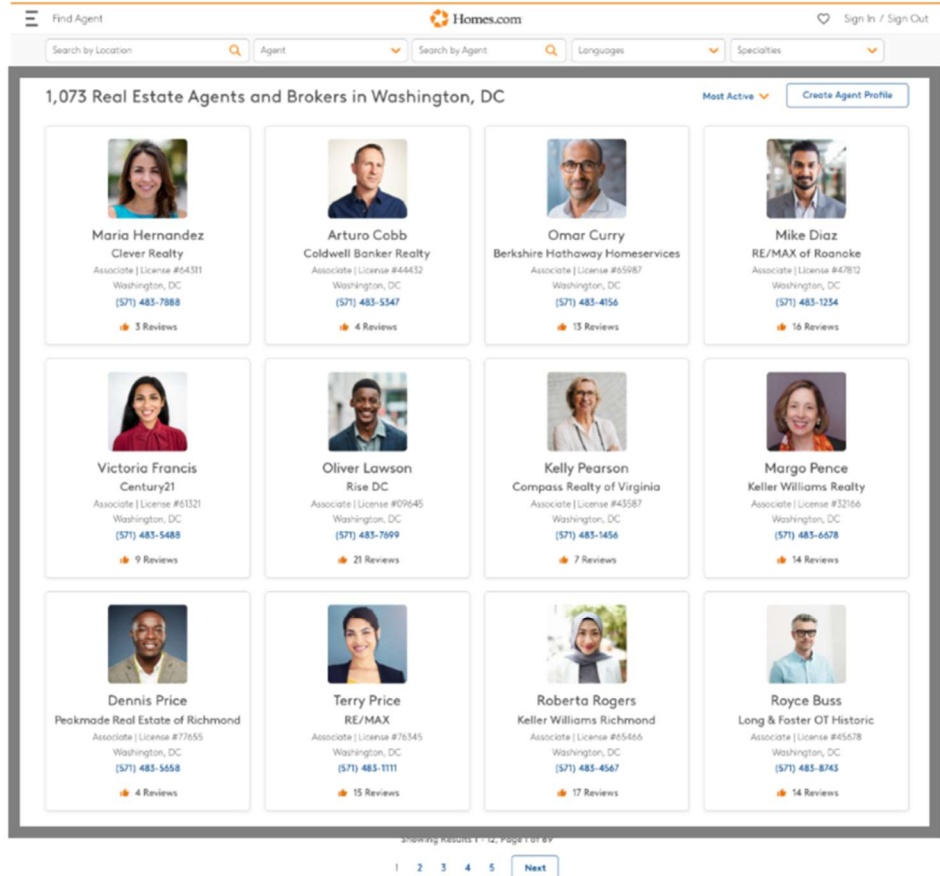 Find Agent
Homes.com
Sign In / Sign Out
Search by Location
Agent
Search by Agent
Languages
Specialties
1,073 Real Estate Agents and Brokers in Washington, DC
Most Active
Create Agent Profile
Maria Hernandez
Clever Realty
Associate | License #64311
Washington, DC
(571) 483-7888
3 Reviews
Arturo Cobb
Coldwell Banker Realty
Associate | License #44432
Washington, DC
(571) 483-5347
4 Reviews
Omar Curry
Berkshire Hathaway Homeservices
Associate | License #65987
Washington, DC
(571) 483-4156
13 Reviews
Mike Diaz
RE/MAX of Roanoke
Associate | License #47812
Washington, DC
(571) 483-1234
16 Reviews
Victoria Francis
Century21
Associate | License #61321
Washington, DC
(571) 483-5488
9 Reviews
Oliver Lawson
Rise DC
Associate | License #09645
Washington, DC
(571) 483-7699
21 Reviews
Kelly Pearson
Compass Realty of Virginia
Associate | License #43587
Washington, DC
(571) 483-1456
7 Reviews
Margo Pence
Keller Williams Realty
Associate | License #32166
Washington, DC
(571) 483-6678
14 Reviews
Dennis Price
Peakmade Real Estate of Richmond
Associate | License #77655
Washington, DC
(571) 483-5658
4 Reviews
Terry Price
RE/MAX
Associate | License #76345
Washington, DC
(571) 483-1111
15 Reviews
Roberta Rogers
Keller Williams Richmond
Associate | License #65466
Washington, DC
(571) 483-4567
17 Reviews
Royce Buss
Long & Foster OT Historic
Associate | License #45678
Washington, DC
(571) 483-8743
14 Reviews
Showing Results 1 - 12, Page 1 of 89
1 2 3 4 5 Next